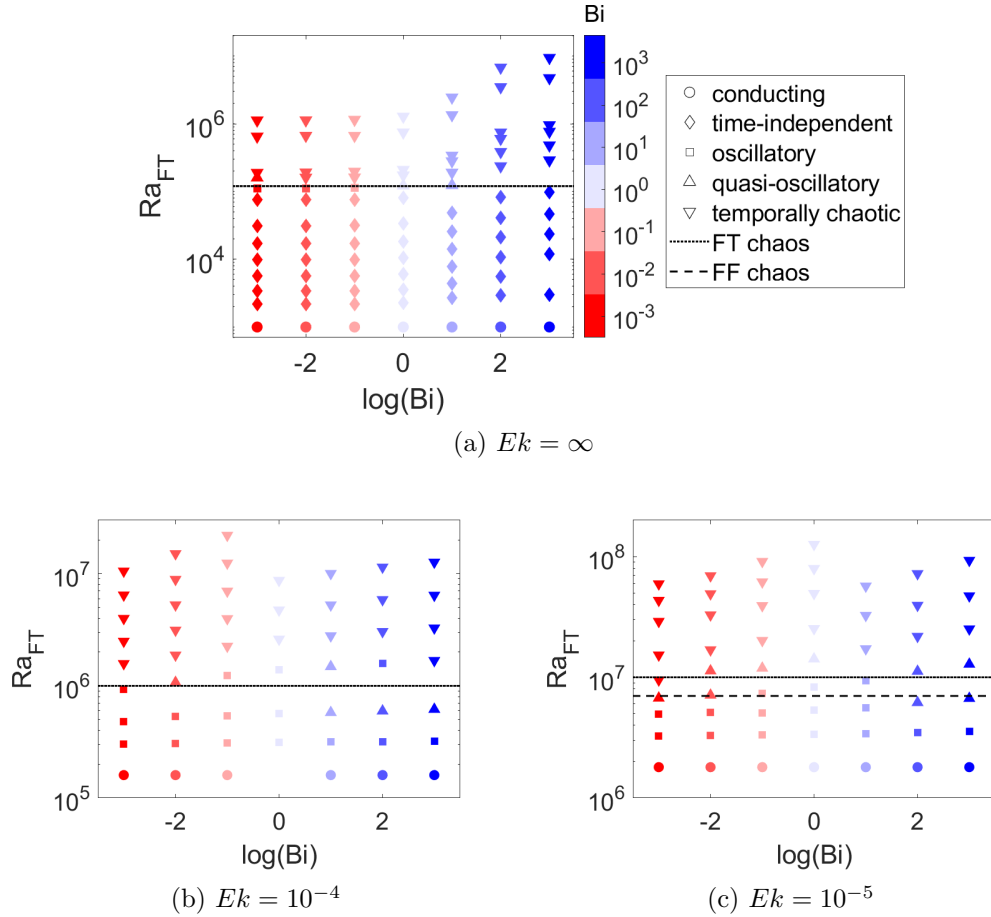 Bi
Ra_FT
10^6
10^4
-2 0 2
log(Bi)
10^3
10^2
10^1
10^0
10^-1
10^-2
10^-3
conducting
time-independent
oscillatory
quasi-oscillatory
temporally chaotic
FT chaos
FF chaos
(a) Ek = ∞
Ra_FT
10^7
10^6
10^5
-2 0 2
log(Bi)
(b) Ek = 10^-4
Ra_FT
10^8
10^7
10^6
-2 0 2
log(Bi)
(c) Ek = 10^-5